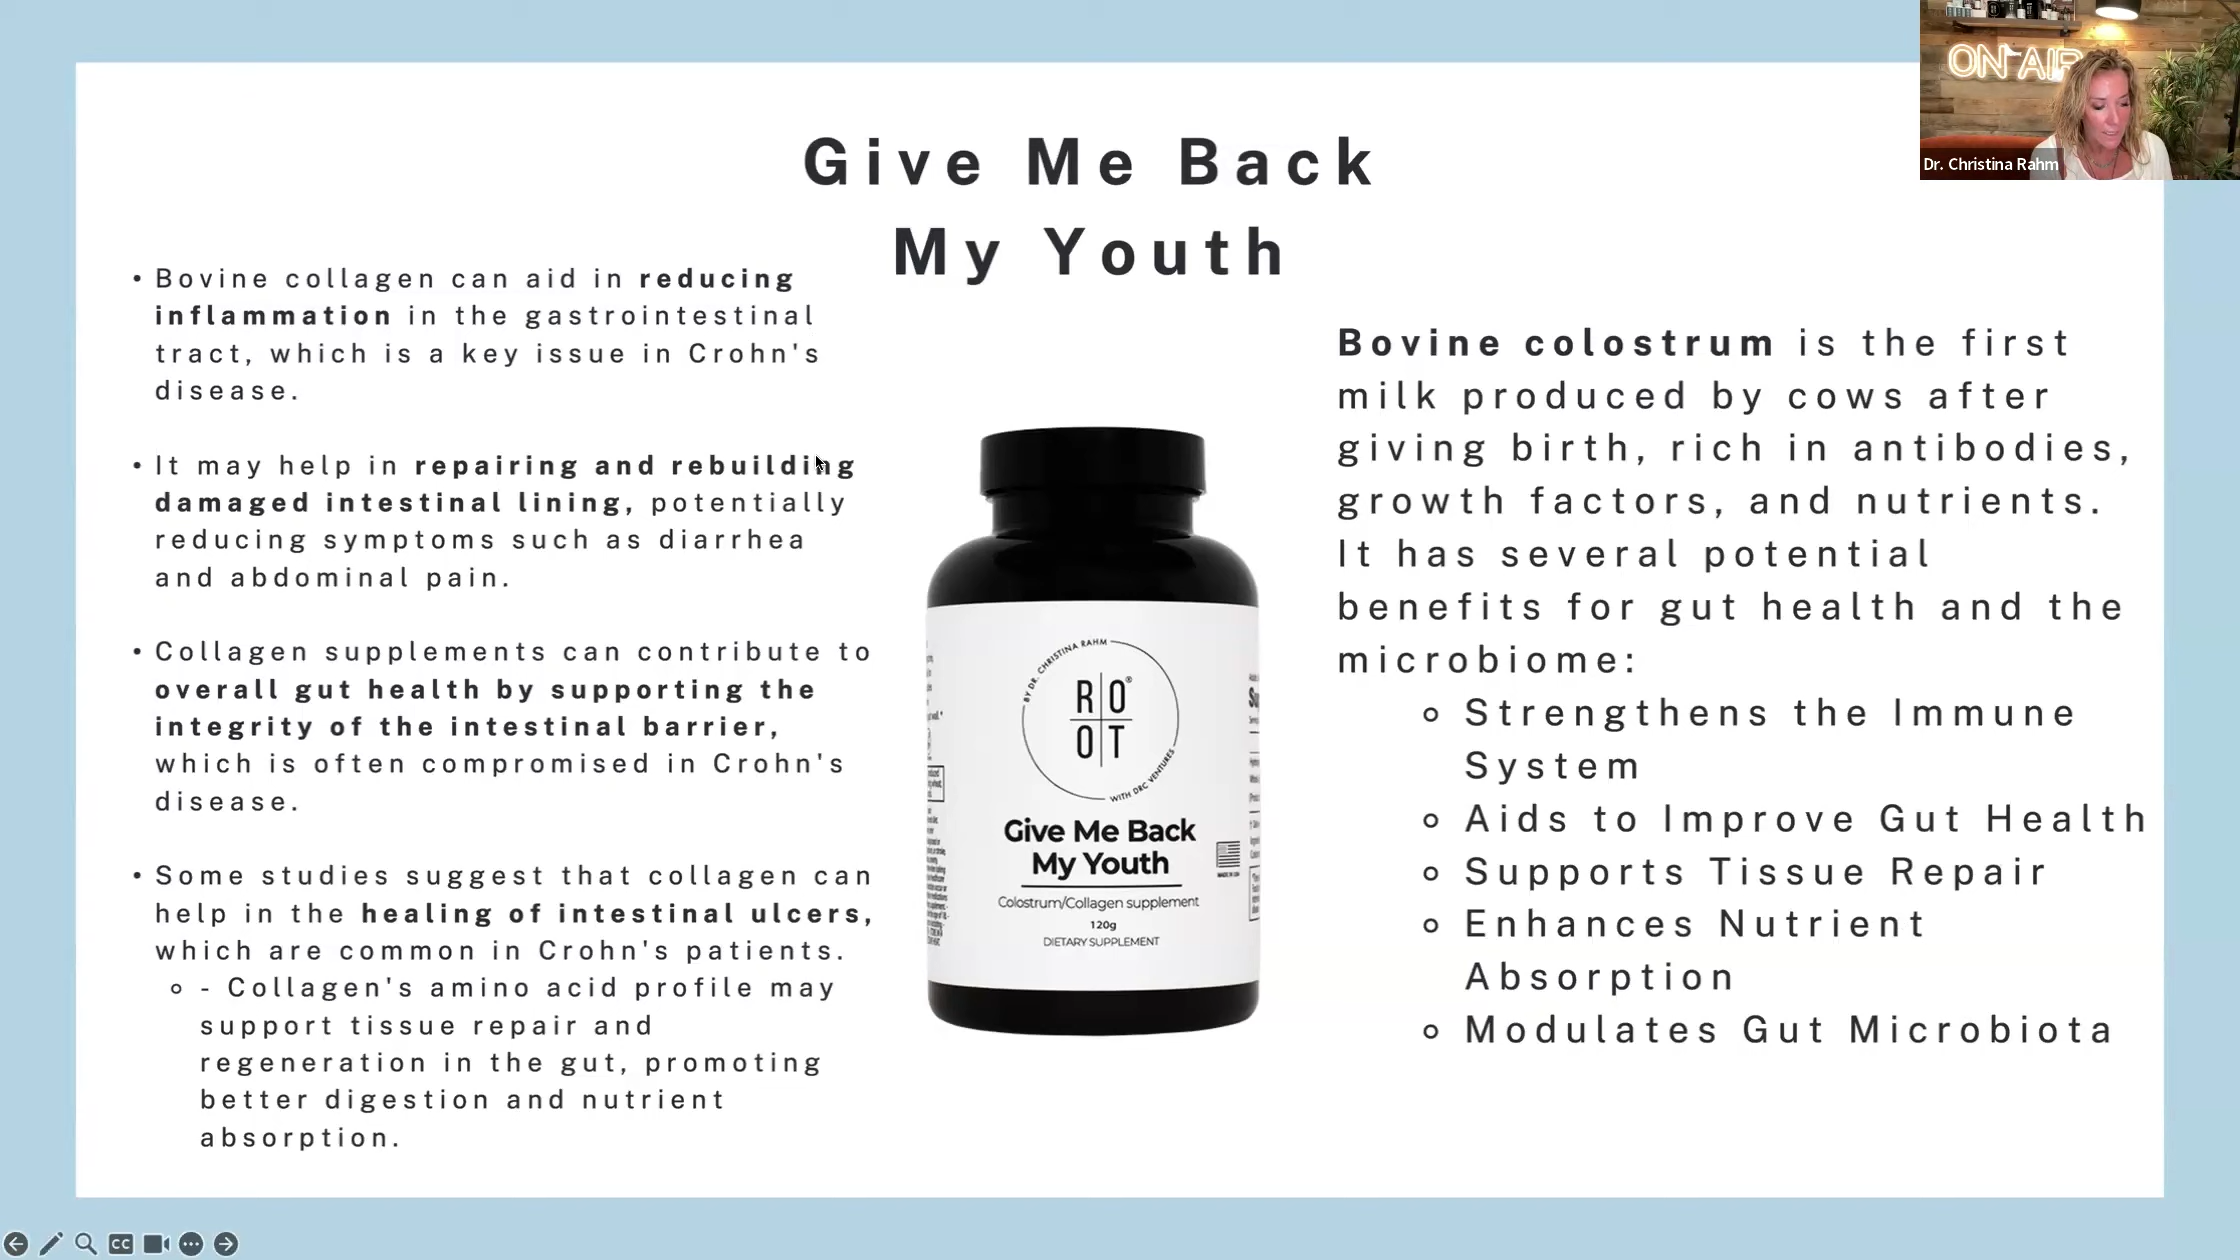 Give Me Back
My Youth
• Bovine collagen can aid in reducing
inflammation in the gastrointestinal
tract, which is a key issue in Crohn's
disease.
• It may help in repairing and rebuilding
damaged intestinal lining, potentially
reducing symptoms such as diarrhea
and abdominal pain.
• Collagen supplements can contribute to
overall gut health by supporting the
integrity of the intestinal barrier,
which is often compromised in Crohn's
disease.
• Some studies suggest that collagen can
help in the healing of intestinal ulcers,
which are common in Crohn's patients.
- Collagen's amino acid profile may
support tissue repair and
regeneration in the gut, promoting
better digestion and nutrient
absorption.
BY DR. CHRISTINA RAHM
RO®
OT
WITH DRC VENTURES
Give Me Back
My Youth
Colostrum/Collagen supplement
120g
DIETARY SUPPLEMENT
MADE IN USA
Bovine colostrum is the first
milk produced by cows after
giving birth, rich in antibodies,
growth factors, and nutrients.
It has several potential
benefits for gut health and the
microbiome:
Strengthens the Immune
System
Aids to Improve Gut Health
Supports Tissue Repair
Enhances Nutrient
Absorption
Modulates Gut Microbiota
ON AIR
Dr. Christina Rahm
CC